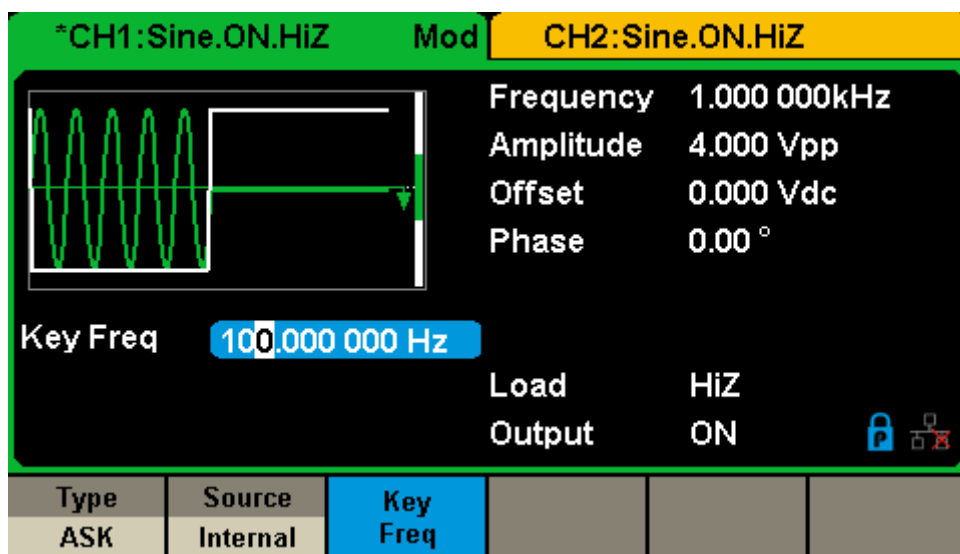 *CH1:Sine.ON.HiZ Mod CH2:Sine.ON.HiZ
Frequency 1.000 000kHz
Amplitude 4.000 Vpp
Offset 0.000 Vdc
Phase 0.00 °
Key Freq 100.000 000 Hz
Load HiZ
Output ON P
Type Source Key Freq
ASK Internal